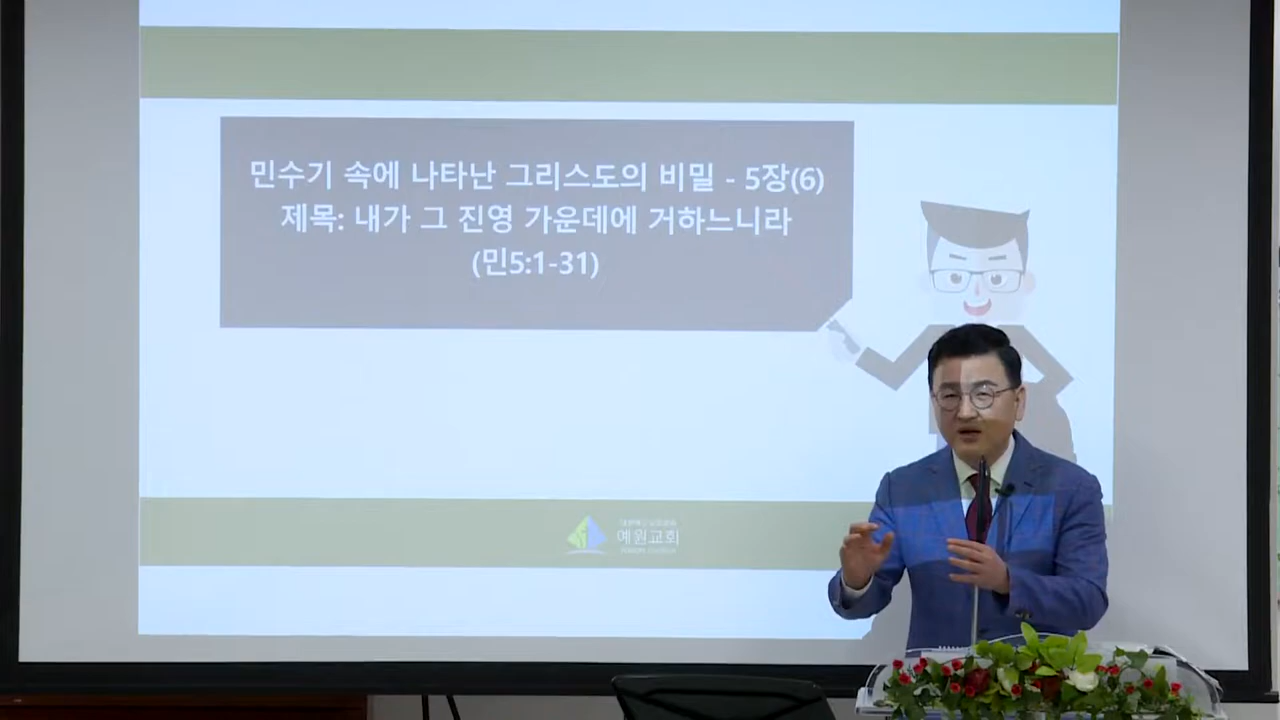 민수기 속에 나타난 그리스도의 비밀 - 5장(6)
제목: 내가 그 진영 가운데에 거하느니라
(민5:1-31)
예원교회